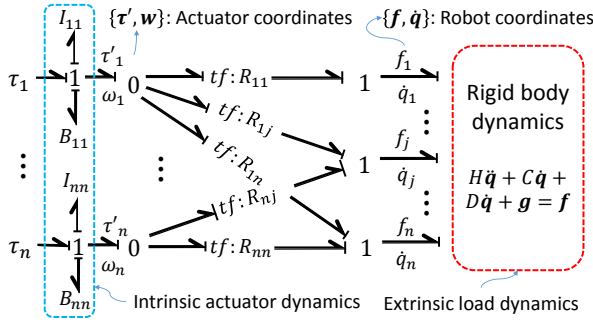 {τ′, w}: Actuator coordinates
{f, q̇}: Robot coordinates
I₁₁
τ₁
1
τ′₁
ω₁
0
B₁₁
tf: R₁₁
tf: R₁ⱼ
tf: R₁ₙ
1
f₁
q̇₁
⋮
1
fⱼ
q̇ⱼ
⋮
⋮
⋮
Iₙₙ
τₙ
1
τ′ₙ
ωₙ
0
Bₙₙ
tf: Rₙⱼ
tf: Rₙₙ
1
fₙ
q̇ₙ
Rigid body
dynamics
Hq̈ + Cq̇ +
Dq̇ + g = f
Intrinsic actuator dynamics
Extrinsic load dynamics